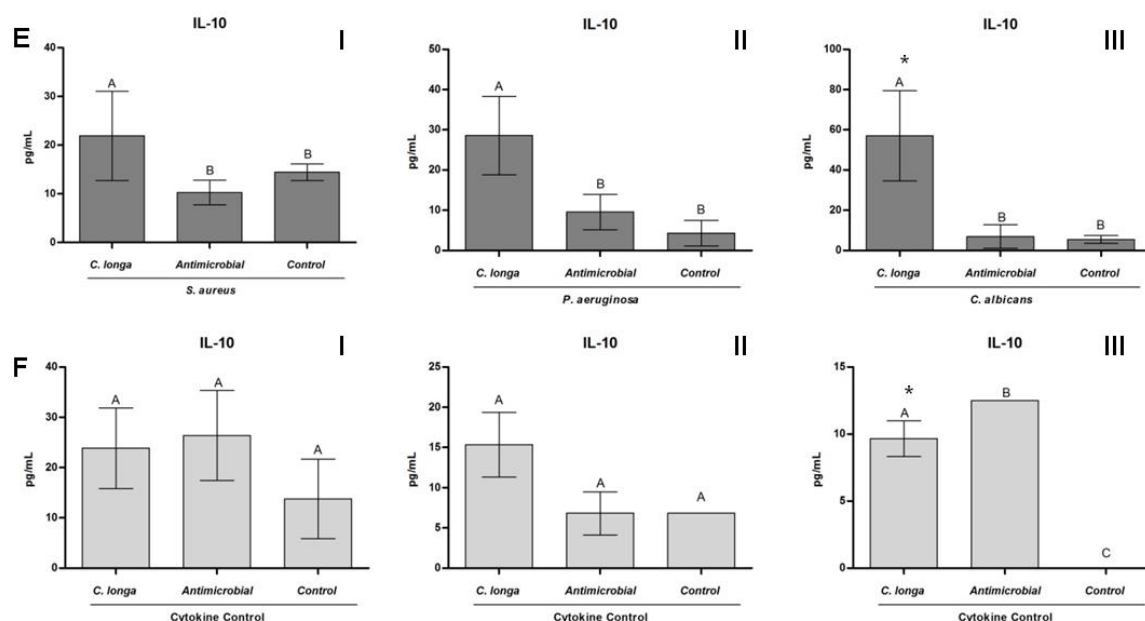 E
IL-10
I
pg/mL
40
30
20
10
0
A
B
B
C. longa Antimicrobial Control
S. aureus
IL-10
II
pg/mL
50
40
30
20
10
0
A
B
B
C. longa Antimicrobial Control
P. aeruginosa
IL-10
III
pg/mL
100
80
60
40
20
0
*
A
B
B
C. longa Antimicrobial Control
C. albicans
F
IL-10
I
pg/mL
40
30
20
10
0
A
A
A
C. longa Antimicrobial Control
Cytokine Control
IL-10
II
pg/mL
25
20
15
10
5
0
A
A
A
C. longa Antimicrobial Control
Cytokine Control
IL-10
III
pg/mL
15
10
5
0
*
A
B
C
C. longa Antimicrobial Control
Cytokine Control